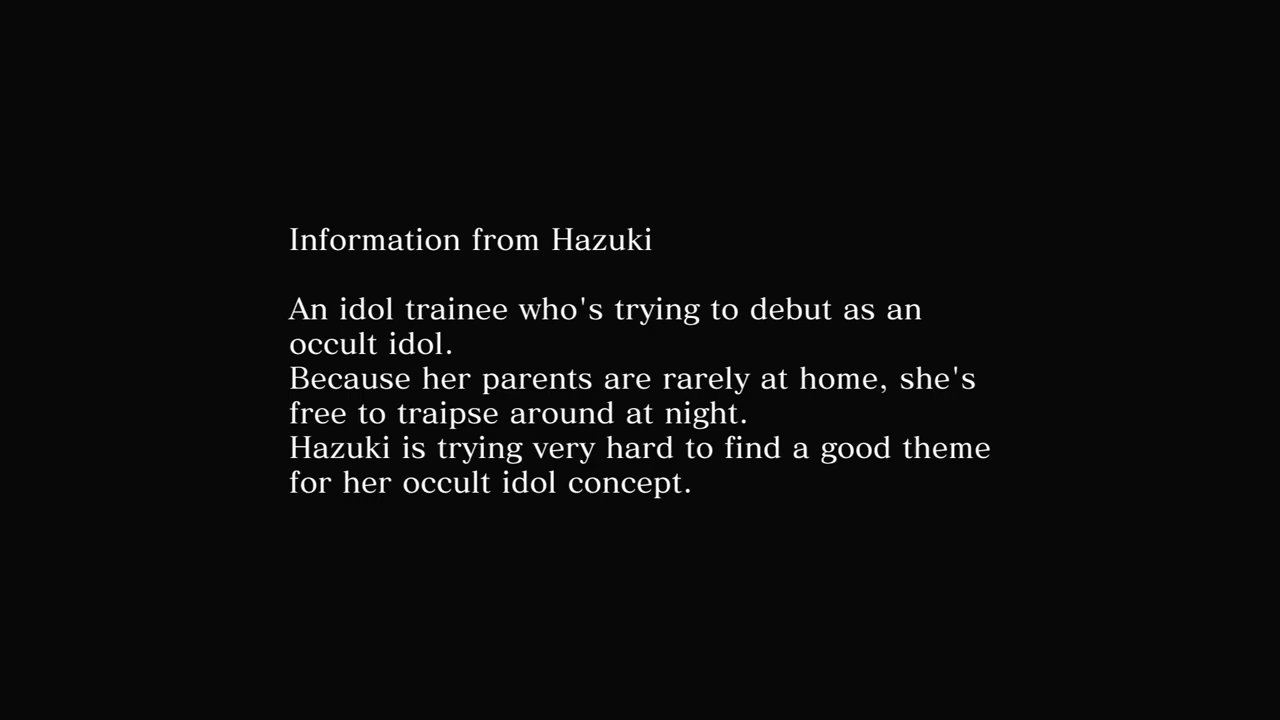 Information from Hazuki
An idol trainee who's trying to debut as an
occult idol.
Because her parents are rarely at home, she's
free to traipse around at night.
Hazuki is trying very hard to find a good theme
for her occult idol concept.